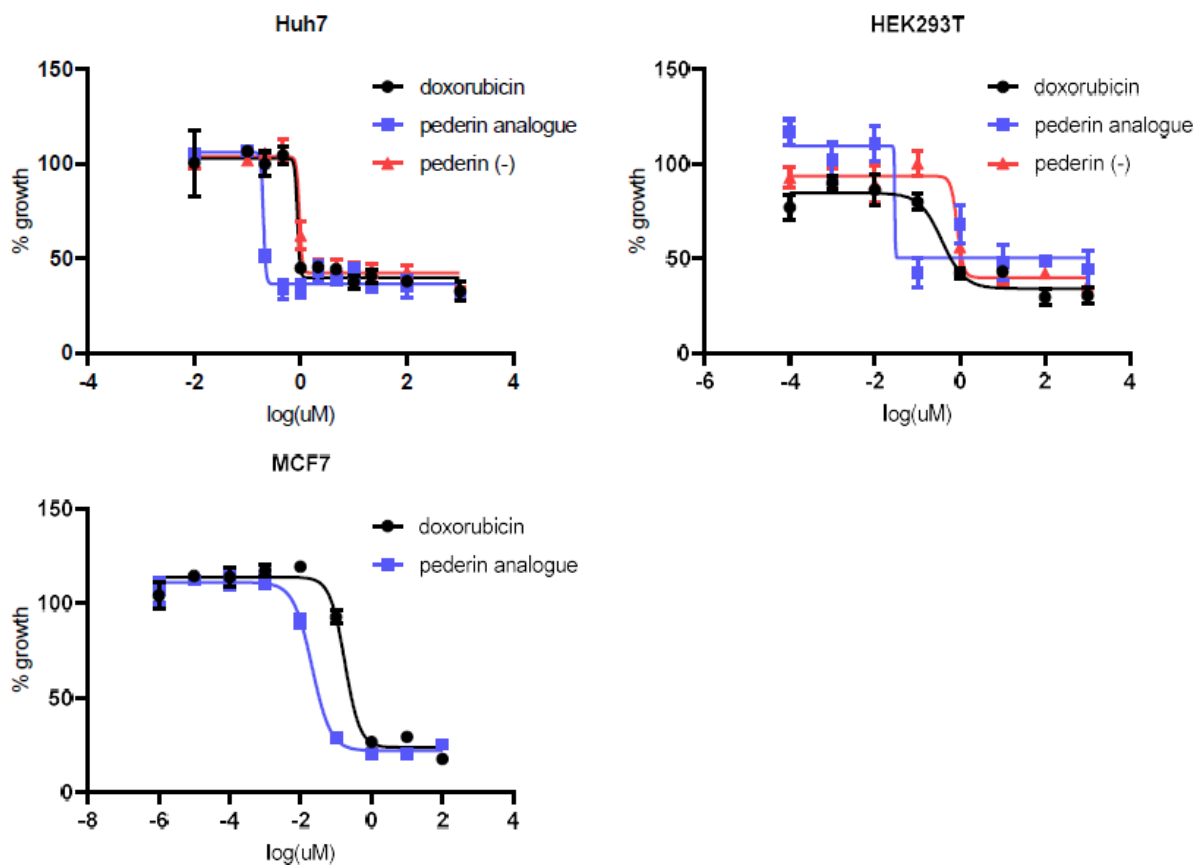 Huh7
150
100
50
0
% growth
-4
-2
0
2
4
log(uM)
doxorubicin
pederin analogue
pederin (-)
HEK293T
150
100
50
0
% growth
-6
-4
-2
0
2
4
log(uM)
doxorubicin
pederin analogue
pederin (-)
MCF7
150
100
50
0
% growth
-8
-6
-4
-2
0
2
4
log(uM)
doxorubicin
pederin analogue